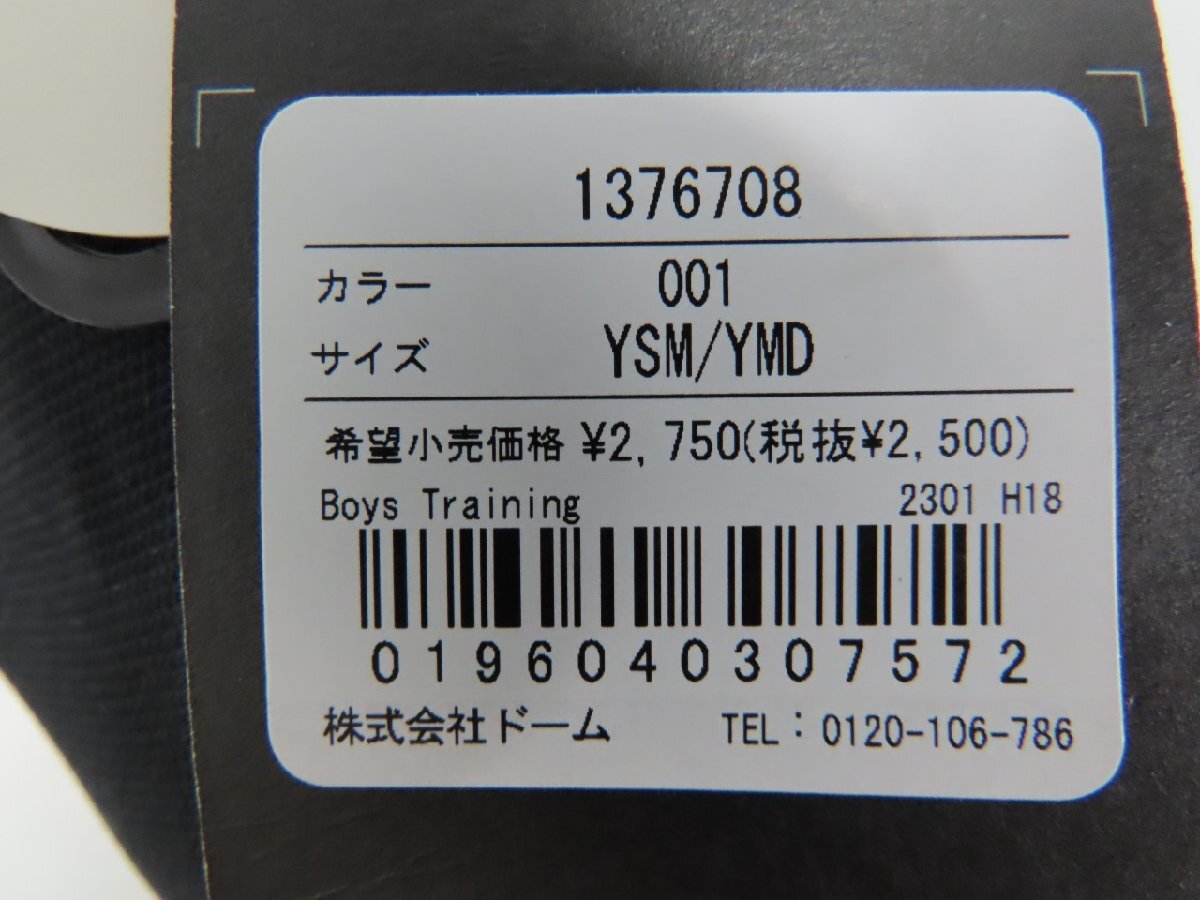 1376708
カラー 001
サイズ YSM/YMD
希望小売価格 ¥2, 750(税抜¥2, 500)
Boys Training 2301 H18
0196040307572
株式会社ドーム TEL：0120-106-786